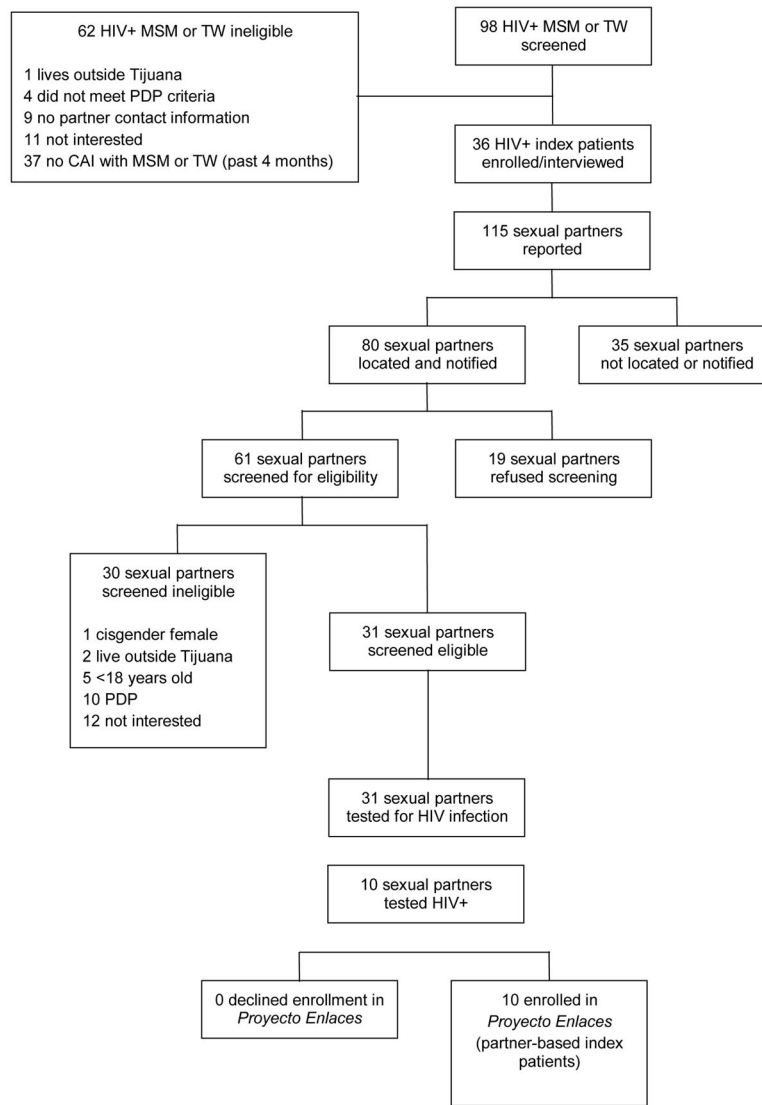 62 HIV+ MSM or TW ineligible
1 lives outside Tijuana
4 did not meet PDP criteria
9 no partner contact information
11 not interested
37 no CAI with MSM or TW (past 4 months)
98 HIV+ MSM or TW
screened
36 HIV+ index patients
enrolled/interviewed
115 sexual partners
reported
80 sexual partners
located and notified
35 sexual partners
not located or notified
61 sexual partners
screened for eligibility
19 sexual partners
refused screening
30 sexual partners
screened ineligible
1 cisgender female
2 live outside Tijuana
5 <18 years old
10 PDP
12 not interested
31 sexual partners
screened eligible
31 sexual partners
tested for HIV infection
10 sexual partners
tested HIV+
0 declined enrollment in
Proyecto Enlaces
10 enrolled in
Proyecto Enlaces
(partner-based index
patients)